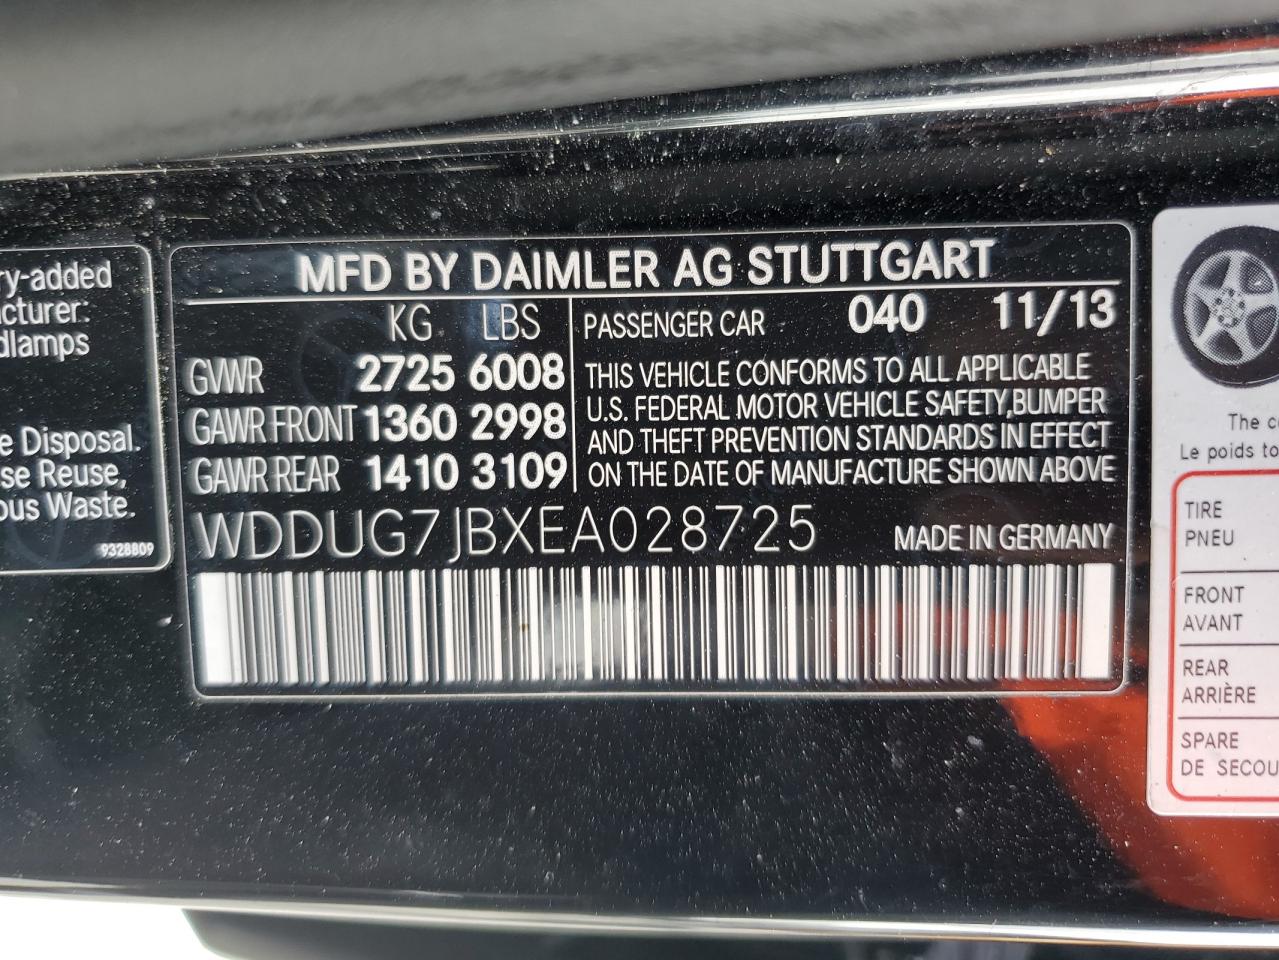 ry-added
cturer:
dlamps
e Disposal.
se Reuse,
ous Waste.
9328809
MFD BY DAIMLER AG STUTTGART
KG LBS
GVWR 2725 6008
GAWR FRONT 1360 2998
GAWR REAR 1410 3109
PASSENGER CAR 040 11/13
THIS VEHICLE CONFORMS TO ALL APPLICABLE
U.S. FEDERAL MOTOR VEHICLE SAFETY,BUMPER
AND THEFT PREVENTION STANDARDS IN EFFECT
ON THE DATE OF MANUFACTURE SHOWN ABOVE
WDDUG7JBXEA028725 MADE IN GERMANY
The co
Le poids to
TIRE
PNEU
FRONT
AVANT
REAR
ARRIÈRE
SPARE
DE SECOU